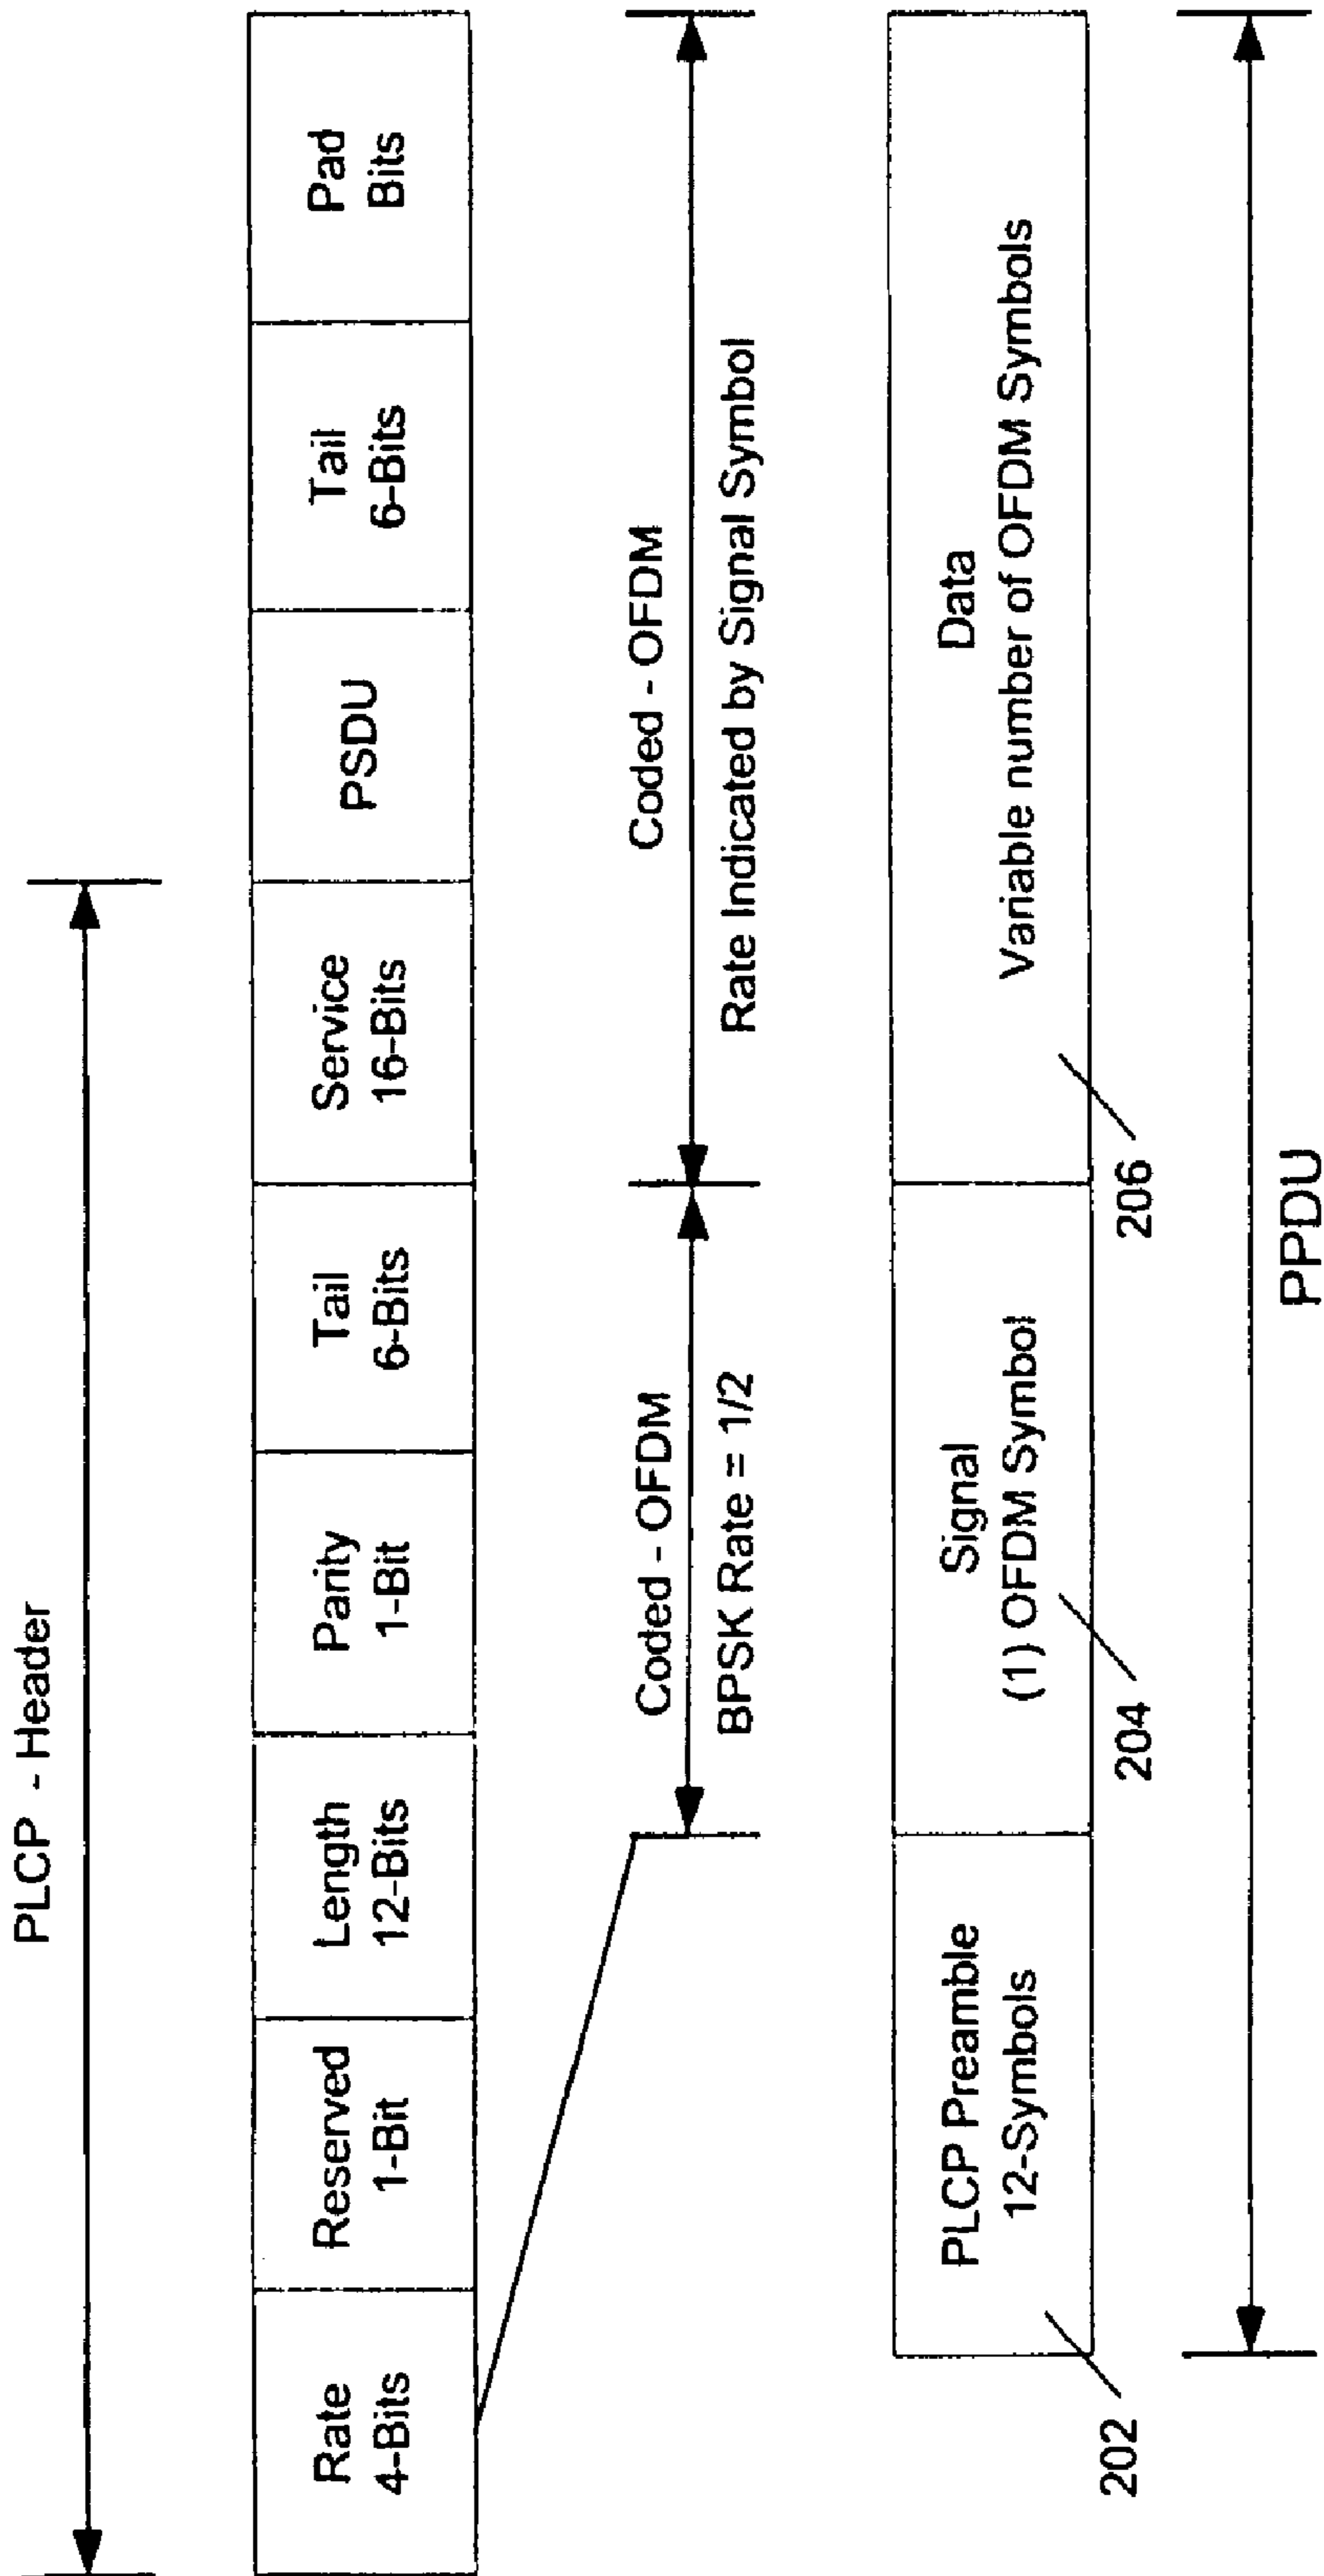 PLCP - Header
Rate
4-Bits
Reserved
1-Bit
Length
12-Bits
Parity
1-Bit
Tail
6-Bits
Service
16-Bits
PSDU
Tail
6-Bits
Pad
Bits
Coded - OFDM
BPSK Rate = 1/2
Coded - OFDM
Rate Indicated by Signal Symbol
PLCP Preamble
12-Symbols
Signal
(1) OFDM Symbol
Data
Variable number of OFDM Symbols
202
204
206
PPDU